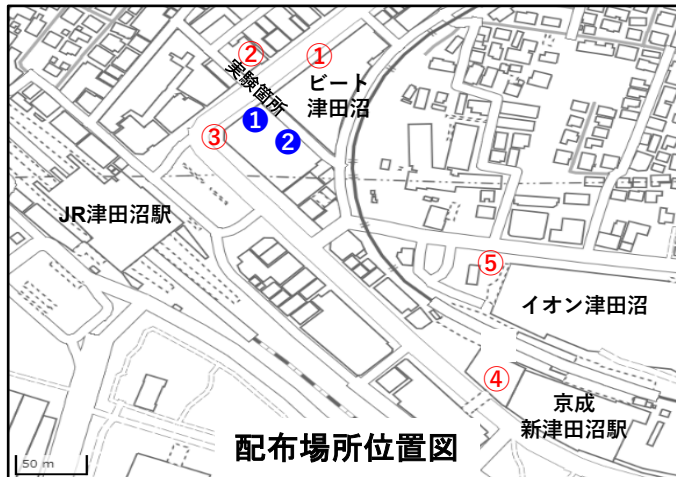 ②
①
実験箇所
ビート
津田沼
❶
③
❷
JR津田沼駅
⑤
イオン津田沼
④
京成
新津田沼駅
配布場所位置図
50 m